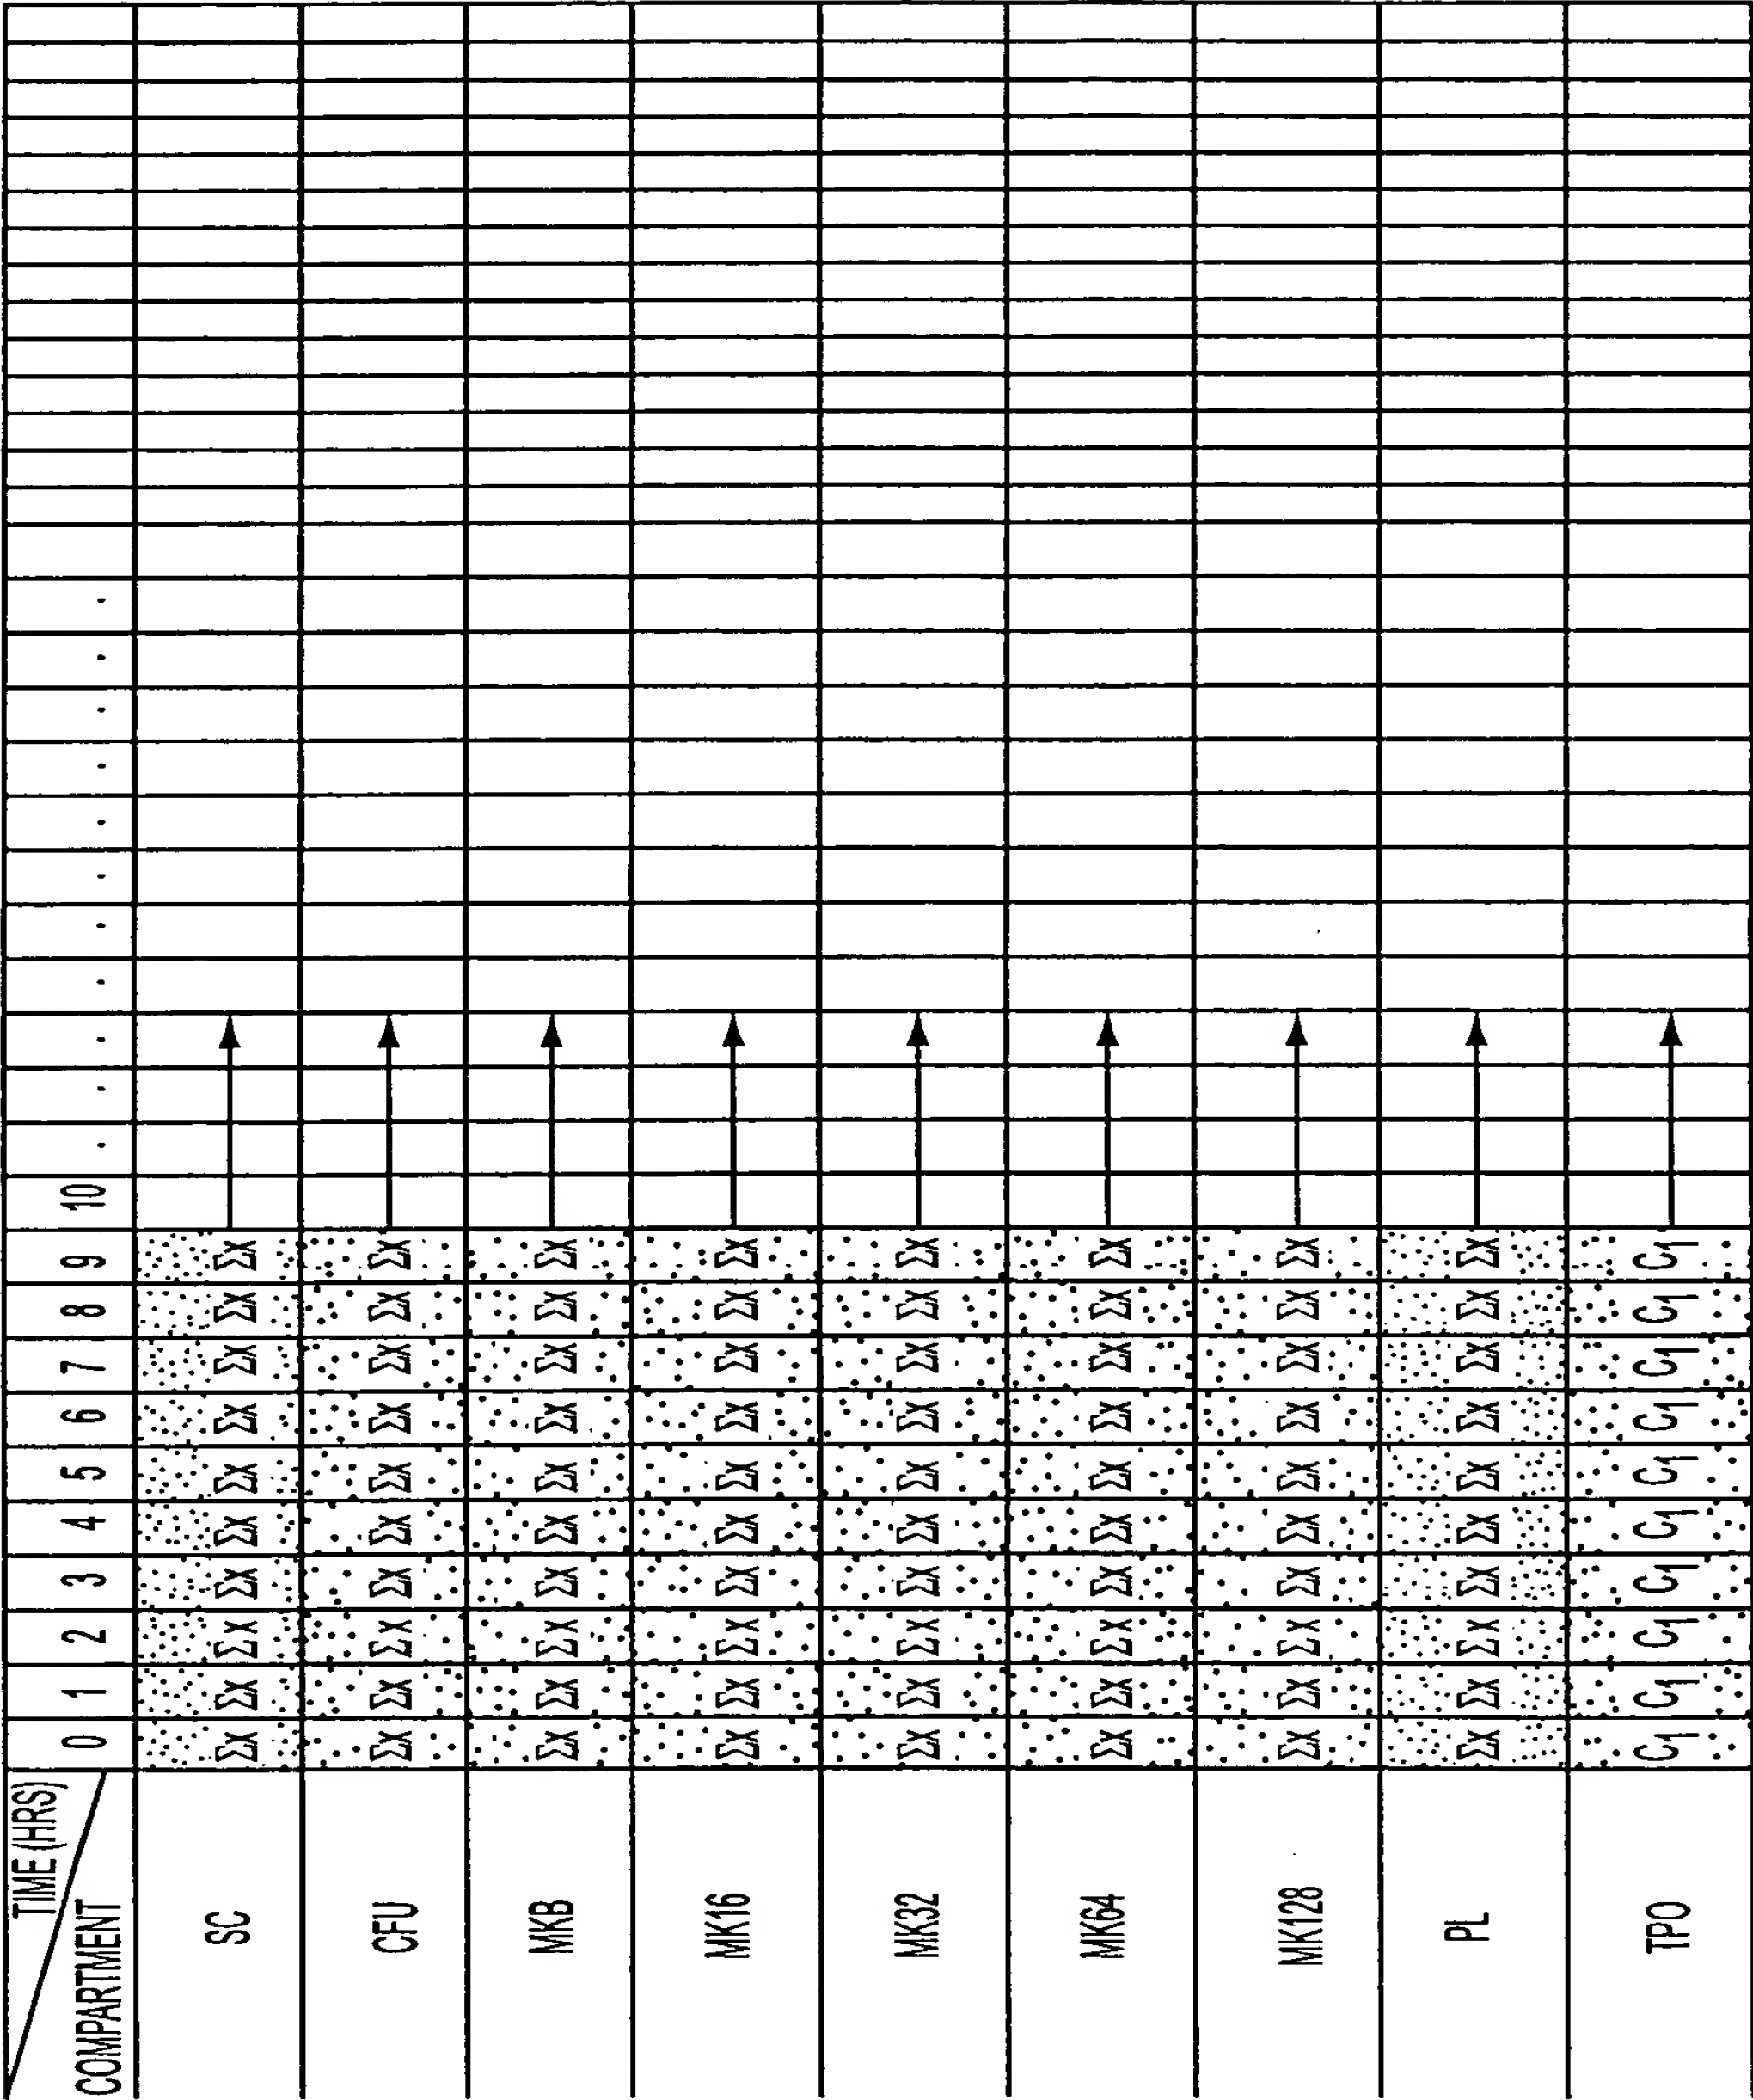 TIME (HRS)
COMPARTMENT 0 1 2 3 4 5 6 7 8 9 10 . . . . . . . . . . .
SC ΣX ΣX ΣX ΣX ΣX ΣX ΣX ΣX ΣX ΣX
CFU ΣX ΣX ΣX ΣX ΣX ΣX ΣX ΣX ΣX ΣX
MKB ΣX ΣX ΣX ΣX ΣX ΣX ΣX ΣX ΣX ΣX
MK16 ΣX ΣX ΣX ΣX ΣX ΣX ΣX ΣX ΣX ΣX
MK32 ΣX ΣX ΣX ΣX ΣX ΣX ΣX ΣX ΣX ΣX
MK64 ΣX ΣX ΣX ΣX ΣX ΣX ΣX ΣX ΣX ΣX
MK128 ΣX ΣX ΣX ΣX ΣX ΣX ΣX ΣX ΣX ΣX
PL ΣX ΣX ΣX ΣX ΣX ΣX ΣX ΣX ΣX ΣX
TPO C1 C1 C1 C1 C1 C1 C1 C1 C1 C1